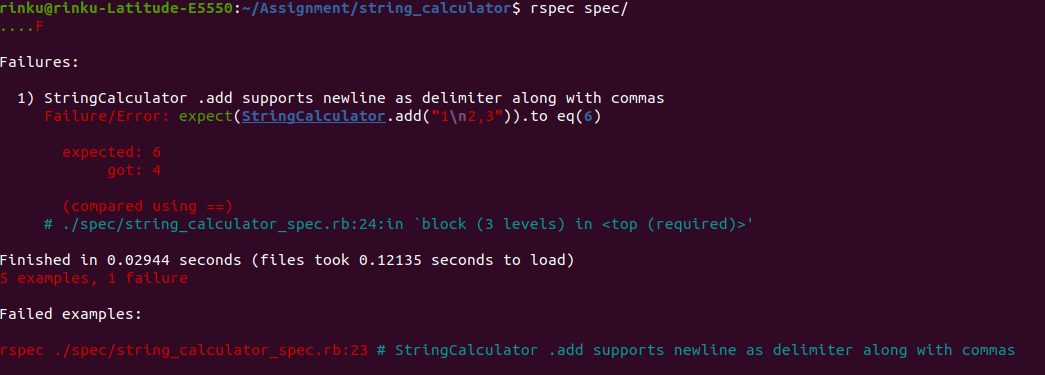 rinku@rinku-Latitude-E5550:~/Assignment/string_calculator$ rspec spec/
....F
Failures:
1) StringCalculator .add supports newline as delimiter along with commas
Failure/Error: expect(StringCalculator.add("1\n2,3")).to eq(6)
expected: 6
got: 4
(compared using ==)
# ./spec/string_calculator_spec.rb:24:in `block (3 levels) in <top (required)>'
Finished in 0.02944 seconds (files took 0.12135 seconds to load)
5 examples, 1 failure
Failed examples:
rspec ./spec/string_calculator_spec.rb:23 # StringCalculator .add supports newline as delimiter along with commas